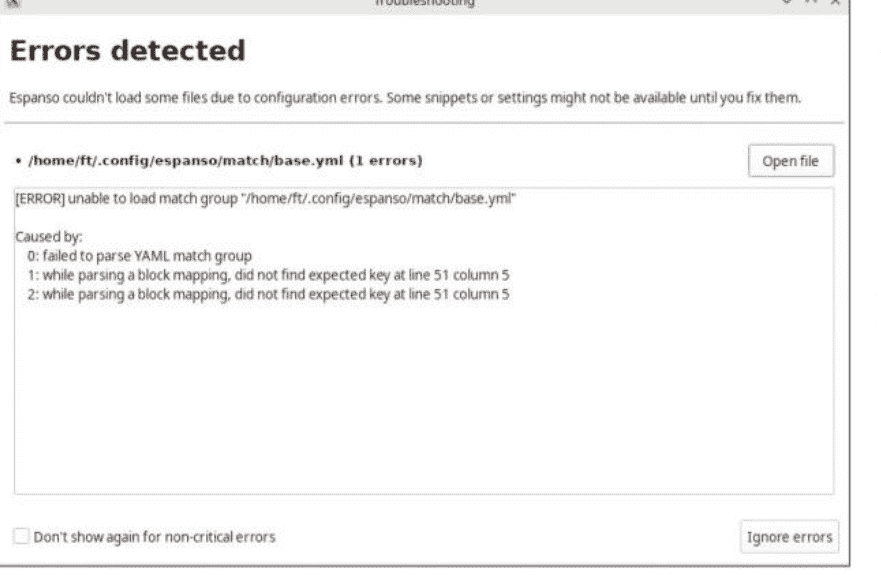 Troubleshooting
Errors detected
Espanso couldn't load some files due to configuration errors. Some snippets or settings might not be available until you fix them.
• /home/ft/.config/espanso/match/base.yml (1 errors)
Open file
[ERROR] unable to load match group "/home/ft/.config/espanso/match/base.yml"
Caused by:
0: failed to parse YAML match group
1: while parsing a block mapping, did not find expected key at line 51 column 5
2: while parsing a block mapping, did not find expected key at line 51 column 5
Don't show again for non-critical errors
Ignore errors